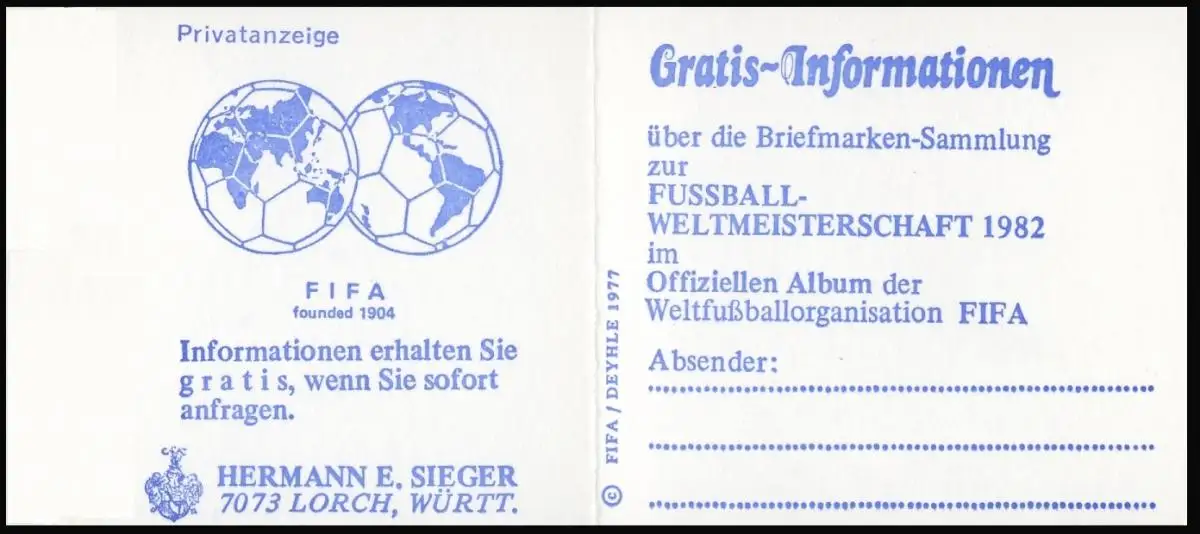 Privatanzeige
FIFA
founded 1904
Informationen erhalten Sie
gratis, wenn Sie sofort
anfragen.
HERMANN E. SIEGER
7073 LORCH, WÜRTT.
© FIFA / DEYHLE 1977
Gratis-Informationen
über die Briefmarken-Sammlung
zur
FUSSBALL-
WELTMEISTERSCHAFT 1982
im
Offiziellen Album der
Weltfußballorganisation FIFA
Absender: